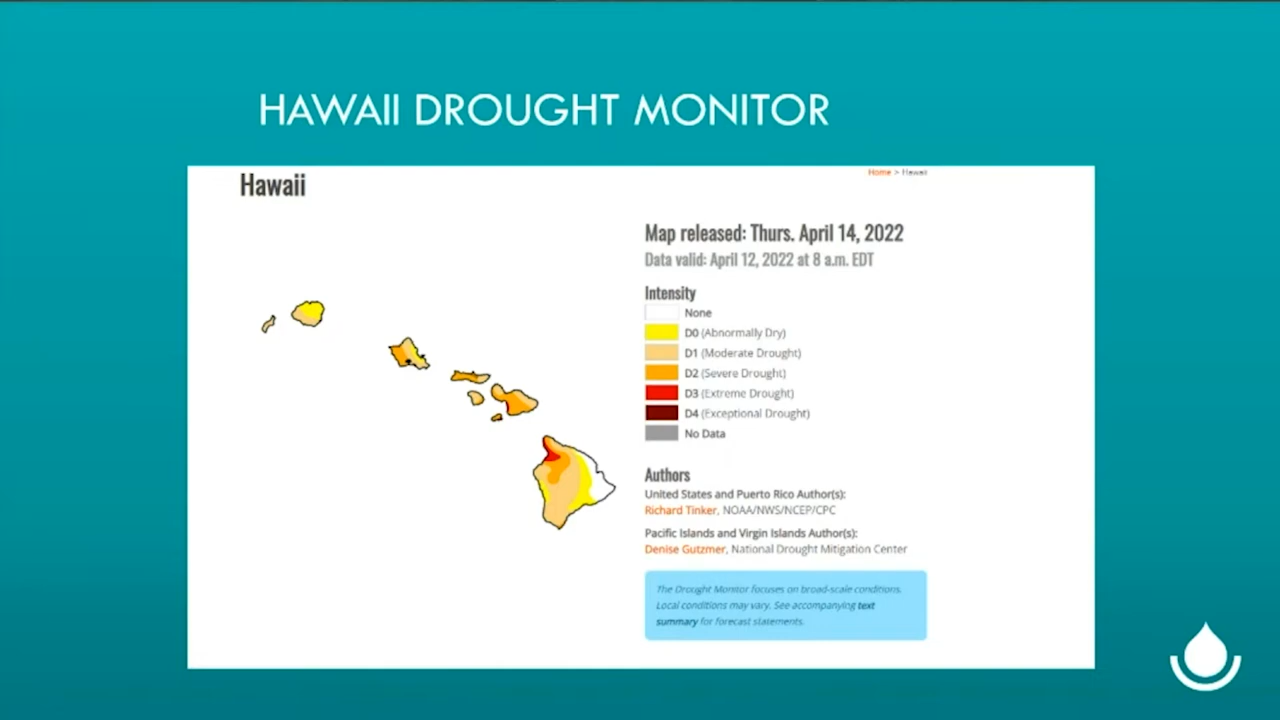 HAWAII DROUGHT MONITOR
Hawaii
Home > Hawaii
Map released: Thurs. April 14, 2022
Data valid: April 12, 2022 at 8 a.m. EDT
Intensity
None
D0 (Abnormally Dry)
D1 (Moderate Drought)
D2 (Severe Drought)
D3 (Extreme Drought)
D4 (Exceptional Drought)
No Data
Authors
United States and Puerto Rico Author(s):
Richard Tinker, NOAA/NWS/NCEP/CPC
Pacific Islands and Virgin Islands Author(s):
Denise Gutzmer, National Drought Mitigation Center
The Drought Monitor focuses on broad-scale conditions.
Local conditions may vary. See accompanying text
summary for forecast statements.